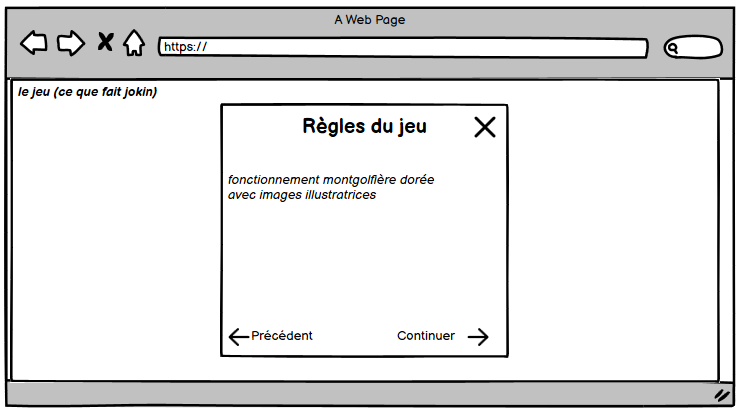 A Web Page
https://
le jeu (ce que fait jokin)
Règles du jeu
fonctionnement montgolfière dorée
avec images illustratrices
Précédent
Continuer